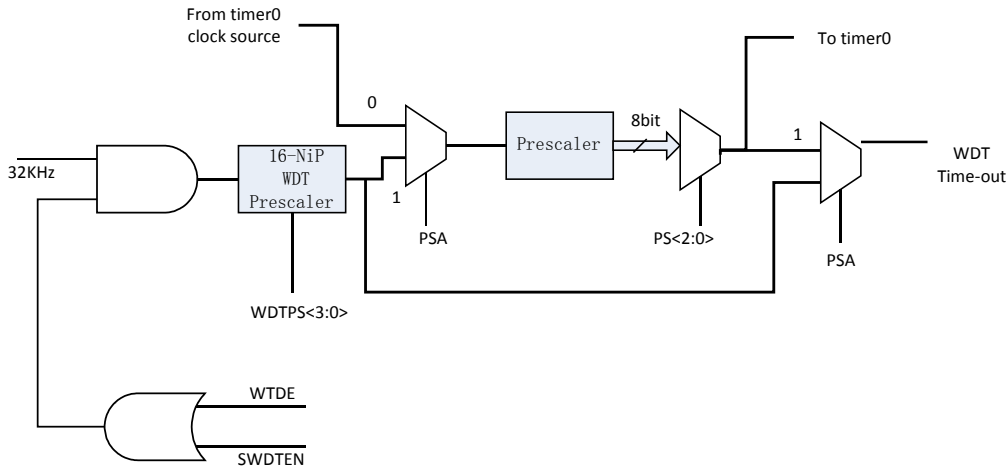 From timer0
clock source
To timer0
0
8bit
1
32KHz
16-NiP
WDT
Prescaler
Prescaler
WDT
Time-out
1
PSA
PS<2:0>
PSA
WDTPS<3:0>
WTDE
SWDTEN